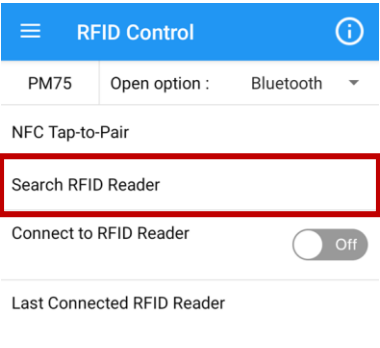 RFID Control
PM75 Open option : Bluetooth
NFC Tap-to-Pair
Search RFID Reader
Connect to RFID Reader Off
Last Connected RFID Reader